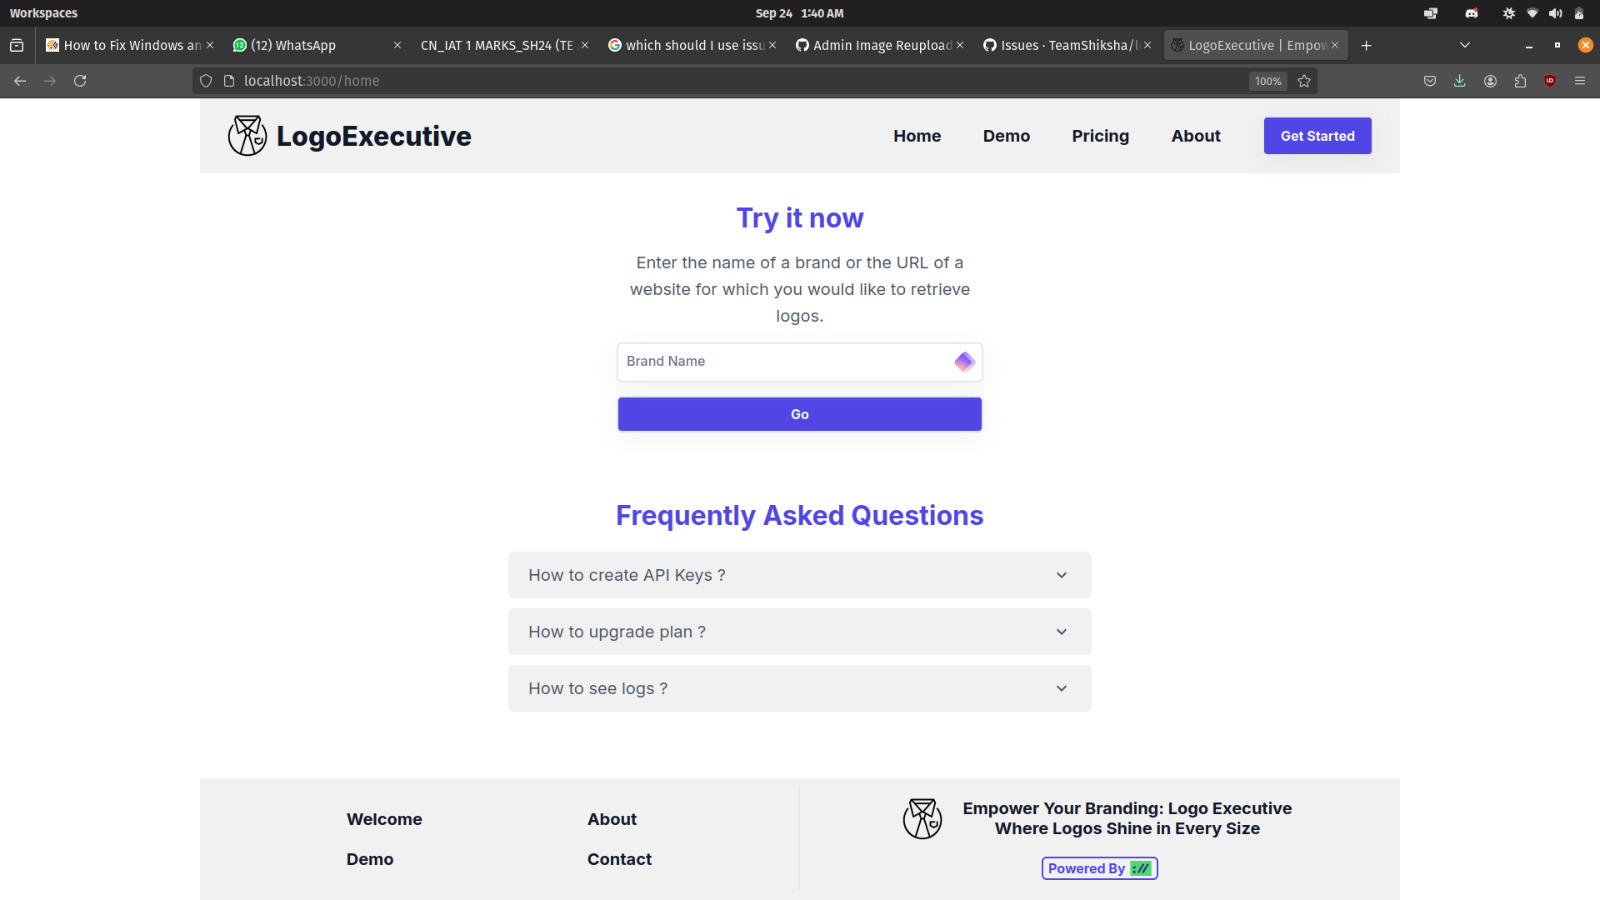 Workspaces
Sep 24 1:40 AM
How to Fix Windows an
(12) WhatsApp
CN_IAT 1 MARKS_SH24 (TE
which should I use issu
Admin Image Reupload
Issues · TeamShiksha/l
LogoExecutive | Empow
localhost:3000/home
100%
LogoExecutive
Home
Demo
Pricing
About
Get Started
Try it now
Enter the name of a brand or the URL of a
website for which you would like to retrieve
logos.
Brand Name
Go
Frequently Asked Questions
How to create API Keys ?
How to upgrade plan ?
How to see logs ?
Welcome
About
Demo
Contact
Empower Your Branding: Logo Executive
Where Logos Shine in Every Size
Powered By ://